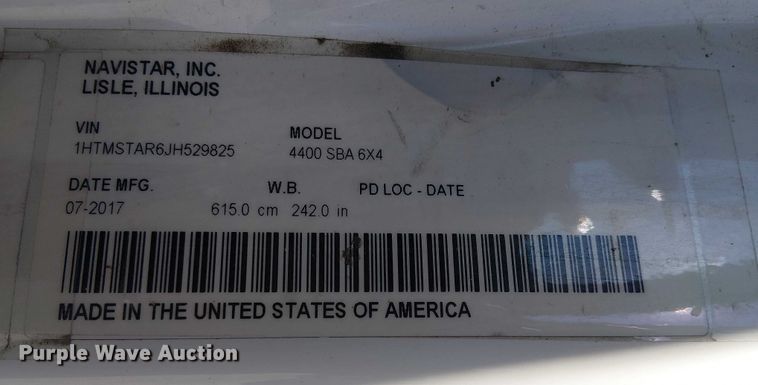 NAVISTAR, INC.
LISLE, ILLINOIS
VIN MODEL
1HTMSTAR6JH529825 4400 SBA 6X4
DATE MFG. W.B. PD LOC - DATE
07-2017 615.0 cm 242.0 in
MADE IN THE UNITED STATES OF AMERICA
Purple Wave Auction